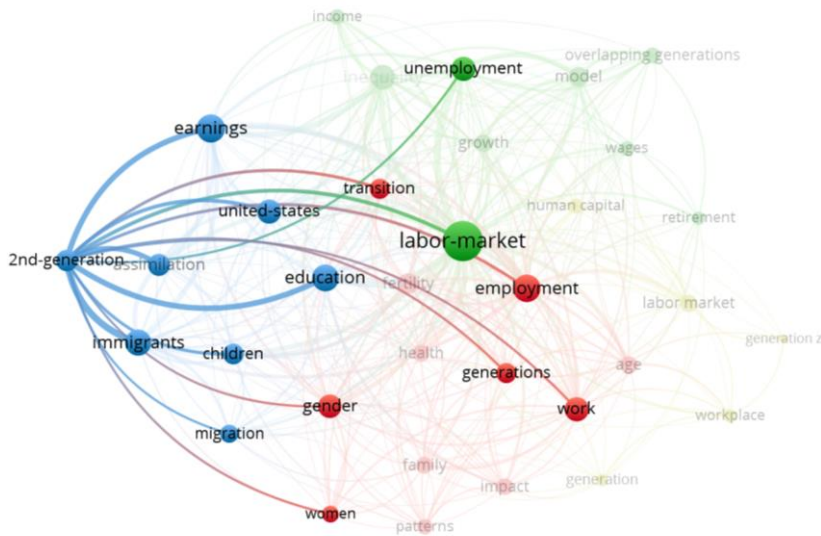 income
overlapping generations
unemployment
inequality
model
earnings
growth
wages
transition
human capital
united-states
retirement
labor-market
2nd-generation
assimilation
education
fertility
employment
labor market
generation z
immigrants
children
health
age
generations
gender
work
workplace
migration
family
generation
impact
women
patterns